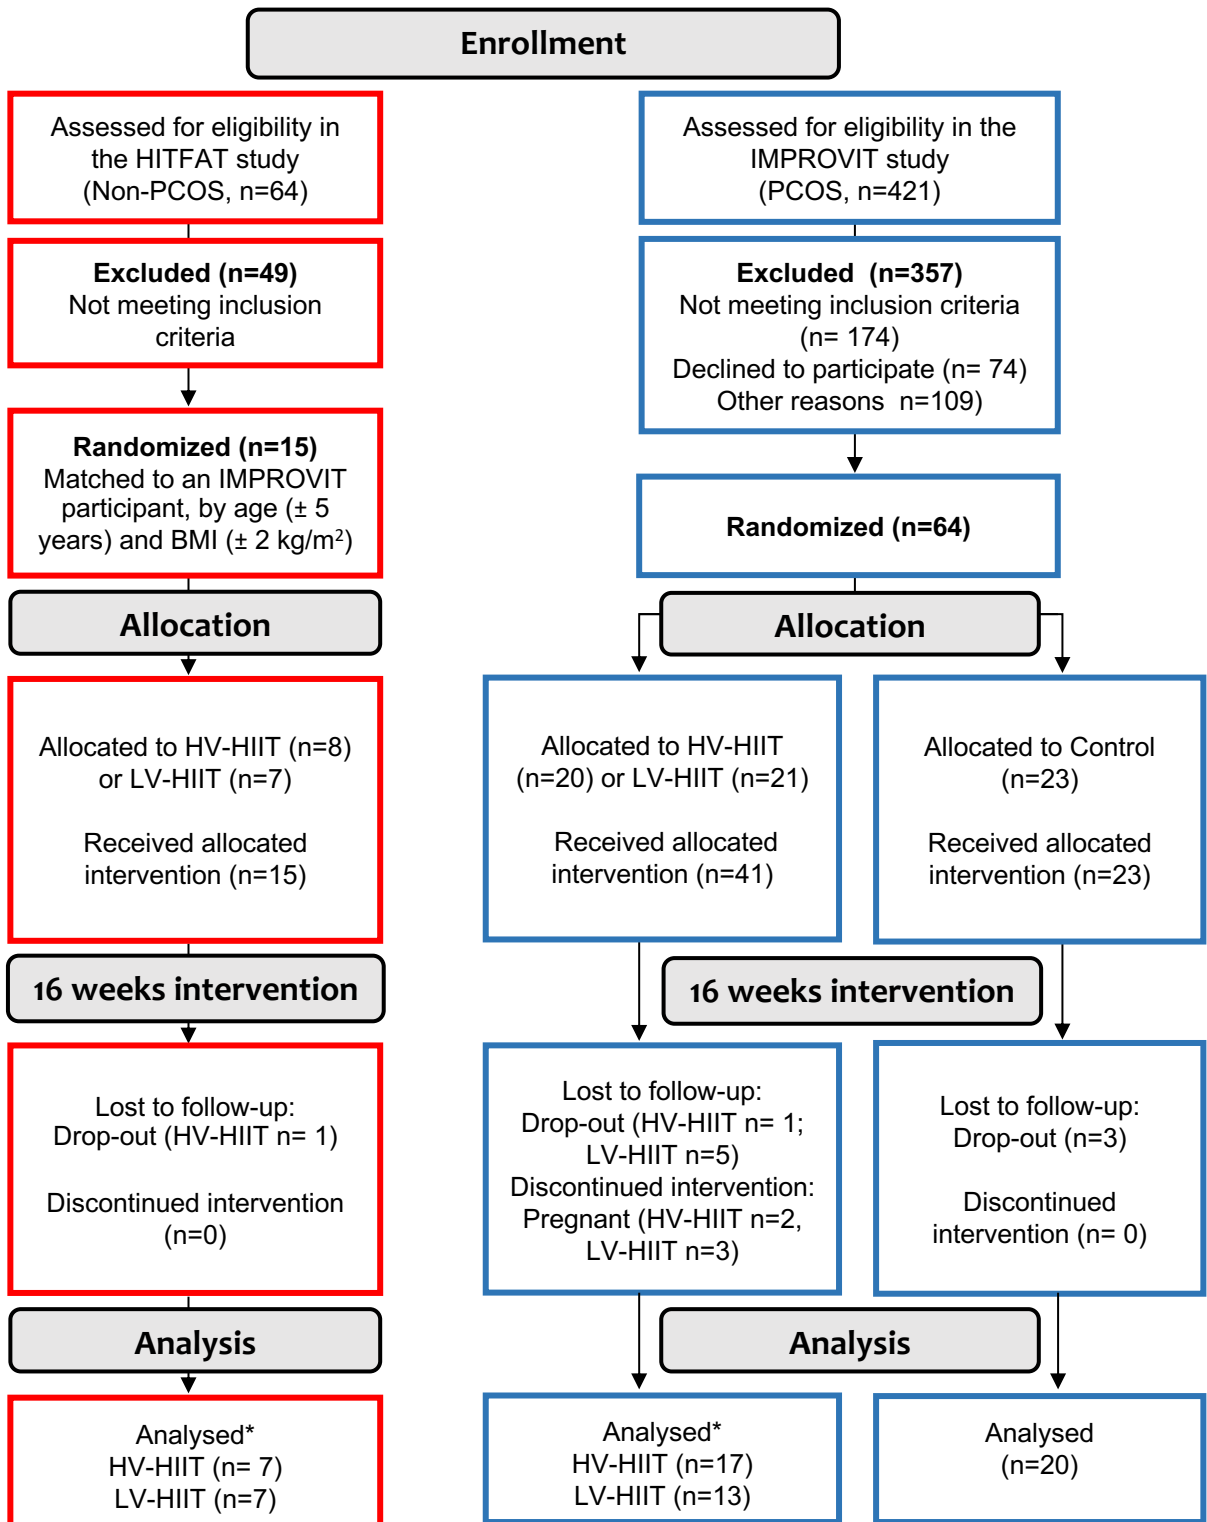 Enrollment
Assessed for eligibility in
the HITFAT study
(Non-PCOS, n=64)
Assessed for eligibility in the
IMPROVIT study
(PCOS, n=421)
Excluded (n=49)
Not meeting inclusion
criteria
Excluded  (n=357)
Not meeting inclusion criteria
(n= 174)
Declined to participate (n= 74)
Other reasons  n=109)
Randomized (n=15)
Matched to an IMPROVIT
participant, by age (± 5
years) and BMI (± 2 kg/m²)
Randomized (n=64)
Allocation
Allocation
Allocated to HV-HIIT (n=8)
or LV-HIIT (n=7)
Received allocated
intervention (n=15)
Allocated to HV-HIIT
(n=20) or LV-HIIT (n=21)
Received allocated
intervention (n=41)
Allocated to Control
(n=23)
Received allocated
intervention (n=23)
16 weeks intervention
16 weeks intervention
Lost to follow-up:
Drop-out (HV-HIIT n= 1)
Discontinued intervention
(n=0)
Lost to follow-up:
Drop-out (HV-HIIT n= 1;
LV-HIIT n=5)
Discontinued intervention:
Pregnant (HV-HIIT n=2,
LV-HIIT n=3)
Lost to follow-up:
Drop-out (n=3)
Discontinued
intervention (n= 0)
Analysis
Analysis
Analysed*
HV-HIIT (n= 7)
LV-HIIT (n=7)
Analysed*
HV-HIIT (n=17)
LV-HIIT (n=13)
Analysed
(n=20)